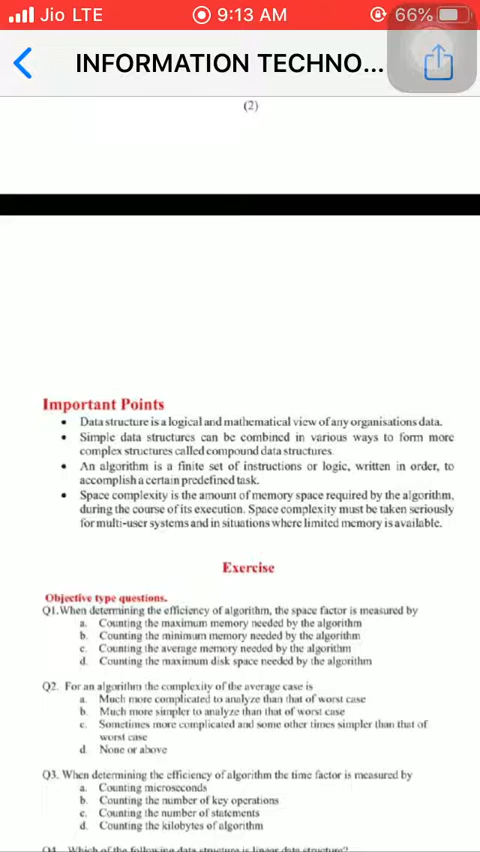 Jio LTE 9:13 AM 66%
INFORMATION TECHNO...
(2)
Important Points
• Data structure is a logical and mathematical view of any organisations data.
• Simple data structures can be combined in various ways to form more
complex structures called compound data structures.
• An algorithm is a finite set of instructions or logic, written in order, to
accomplish a certain predefined task.
• Space complexity is the amount of memory space required by the algorithm,
during the course of its execution. Space complexity must be taken seriously
for multi-user systems and in situations where limited memory is available.
Exercise
Objective type questions.
Q1.When determining the efficiency of algorithm, the space factor is measured by
a. Counting the maximum memory needed by the algorithm
b. Counting the minimum memory needed by the algorithm
c. Counting the average memory needed by the algorithm
d. Counting the maximum disk space needed by the algorithm
Q2. For an algorithm the complexity of the average case is
a. Much more complicated to analyze than that of worst case
b. Much more simpler to analyze than that of worst case
c. Sometimes more complicated and some other times simpler than that of
worst case
d. None or above
Q3. When determining the efficiency of algorithm the time factor is measured by
a. Counting microseconds
b. Counting the number of key operations
c. Counting the number of statements
d. Counting the kilobytes of algorithm
Q4. Which of the following data structure is linear data structure?